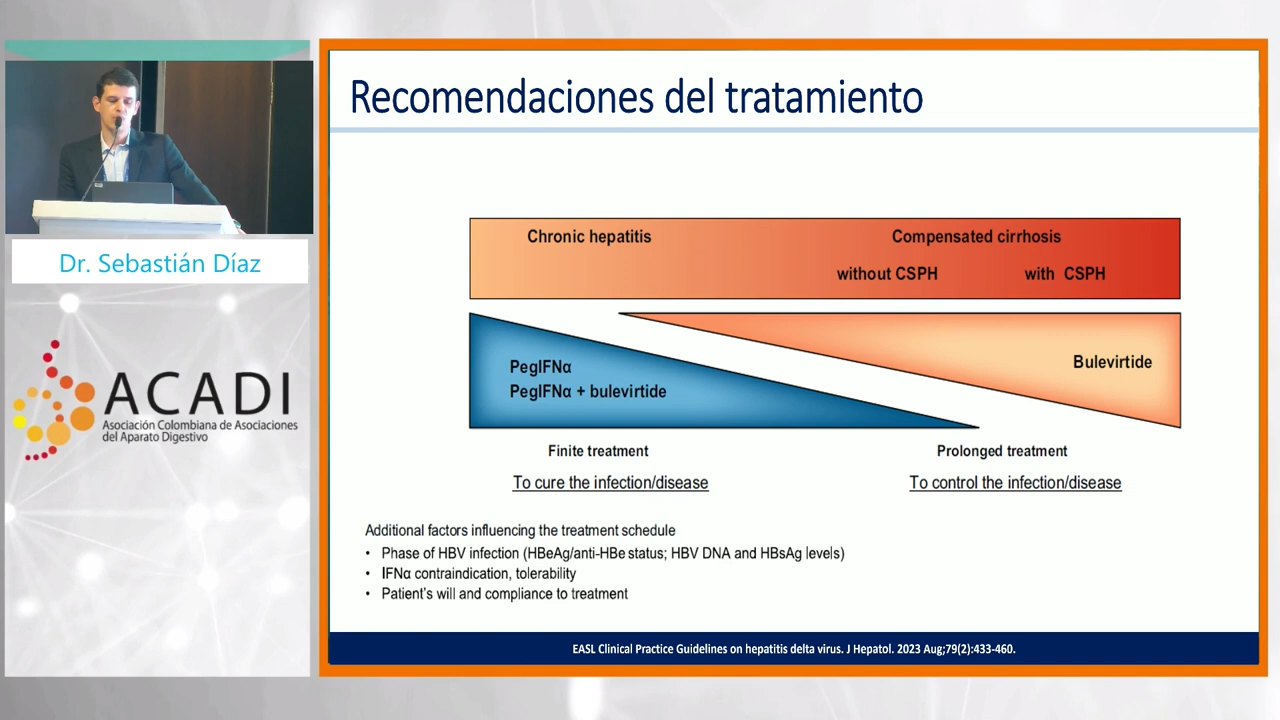 Recomendaciones del tratamiento
Chronic hepatitis
Compensated cirrhosis
without CSPH
with CSPH
PegIFNα
PegIFNα + bulevirtide
Bulevirtide
Finite treatment
To cure the infection/disease
Prolonged treatment
To control the infection/disease
Additional factors influencing the treatment schedule
• Phase of HBV infection (HBeAg/anti-HBe status; HBV DNA and HBsAg levels)
• IFNα contraindication, tolerability
• Patient's will and compliance to treatment
EASL Clinical Practice Guidelines on hepatitis delta virus. J Hepatol. 2023 Aug;79(2):433-460.
Dr. Sebastián Díaz
ACADI
Asociación Colombiana de Asociaciones
del Aparato Digestivo